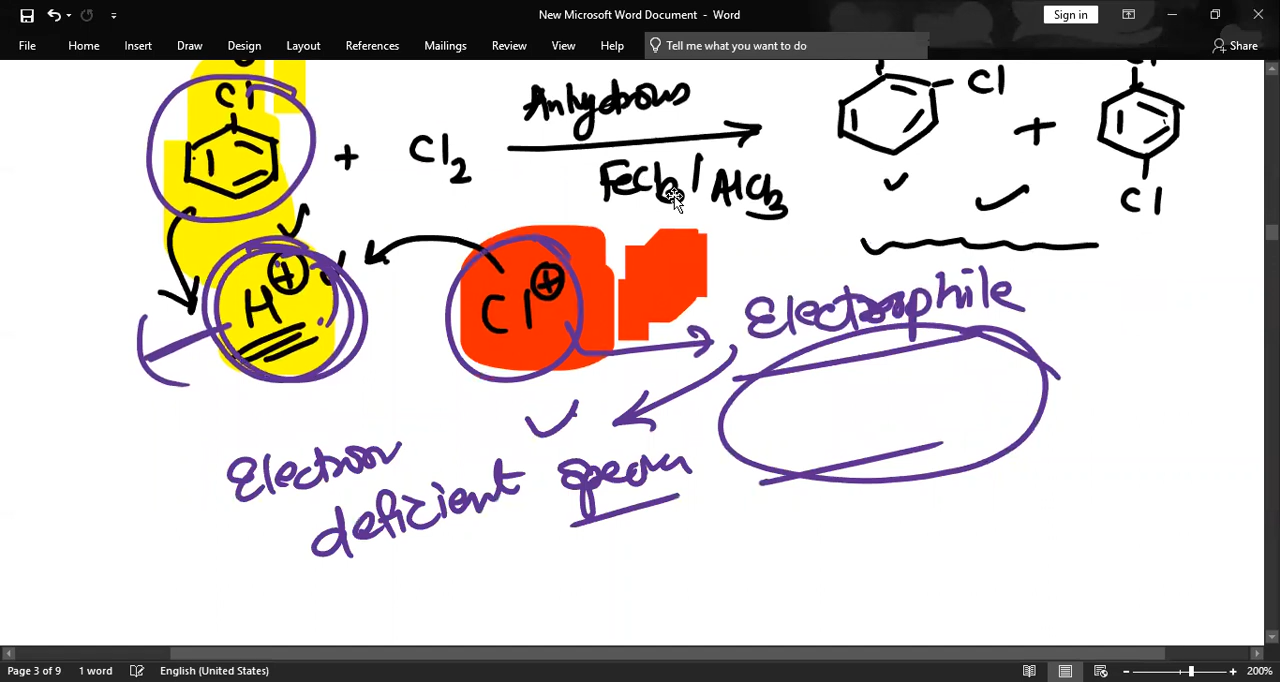 New Microsoft Word Document - Word
Sign in
File Home Insert Draw Design Layout References Mailings Review View Help Tell me what you want to do Share
Cl
+ Cl2
Anhydrous
FeCl3 / AlCl3
Cl
+
Cl
H+
Cl+
Electrophile
Electron
deficient species
Page 3 of 9 1 word English (United States) 200%